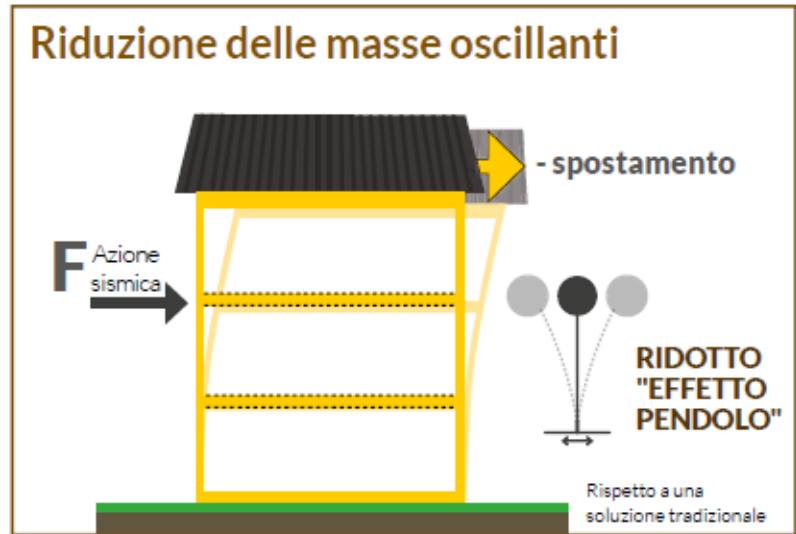 Riduzione delle masse oscillanti
- spostamento
F Azione
sismica
RIDOTTO
"EFFETTO
PENDOLO"
Rispetto a una
soluzione tradizionale